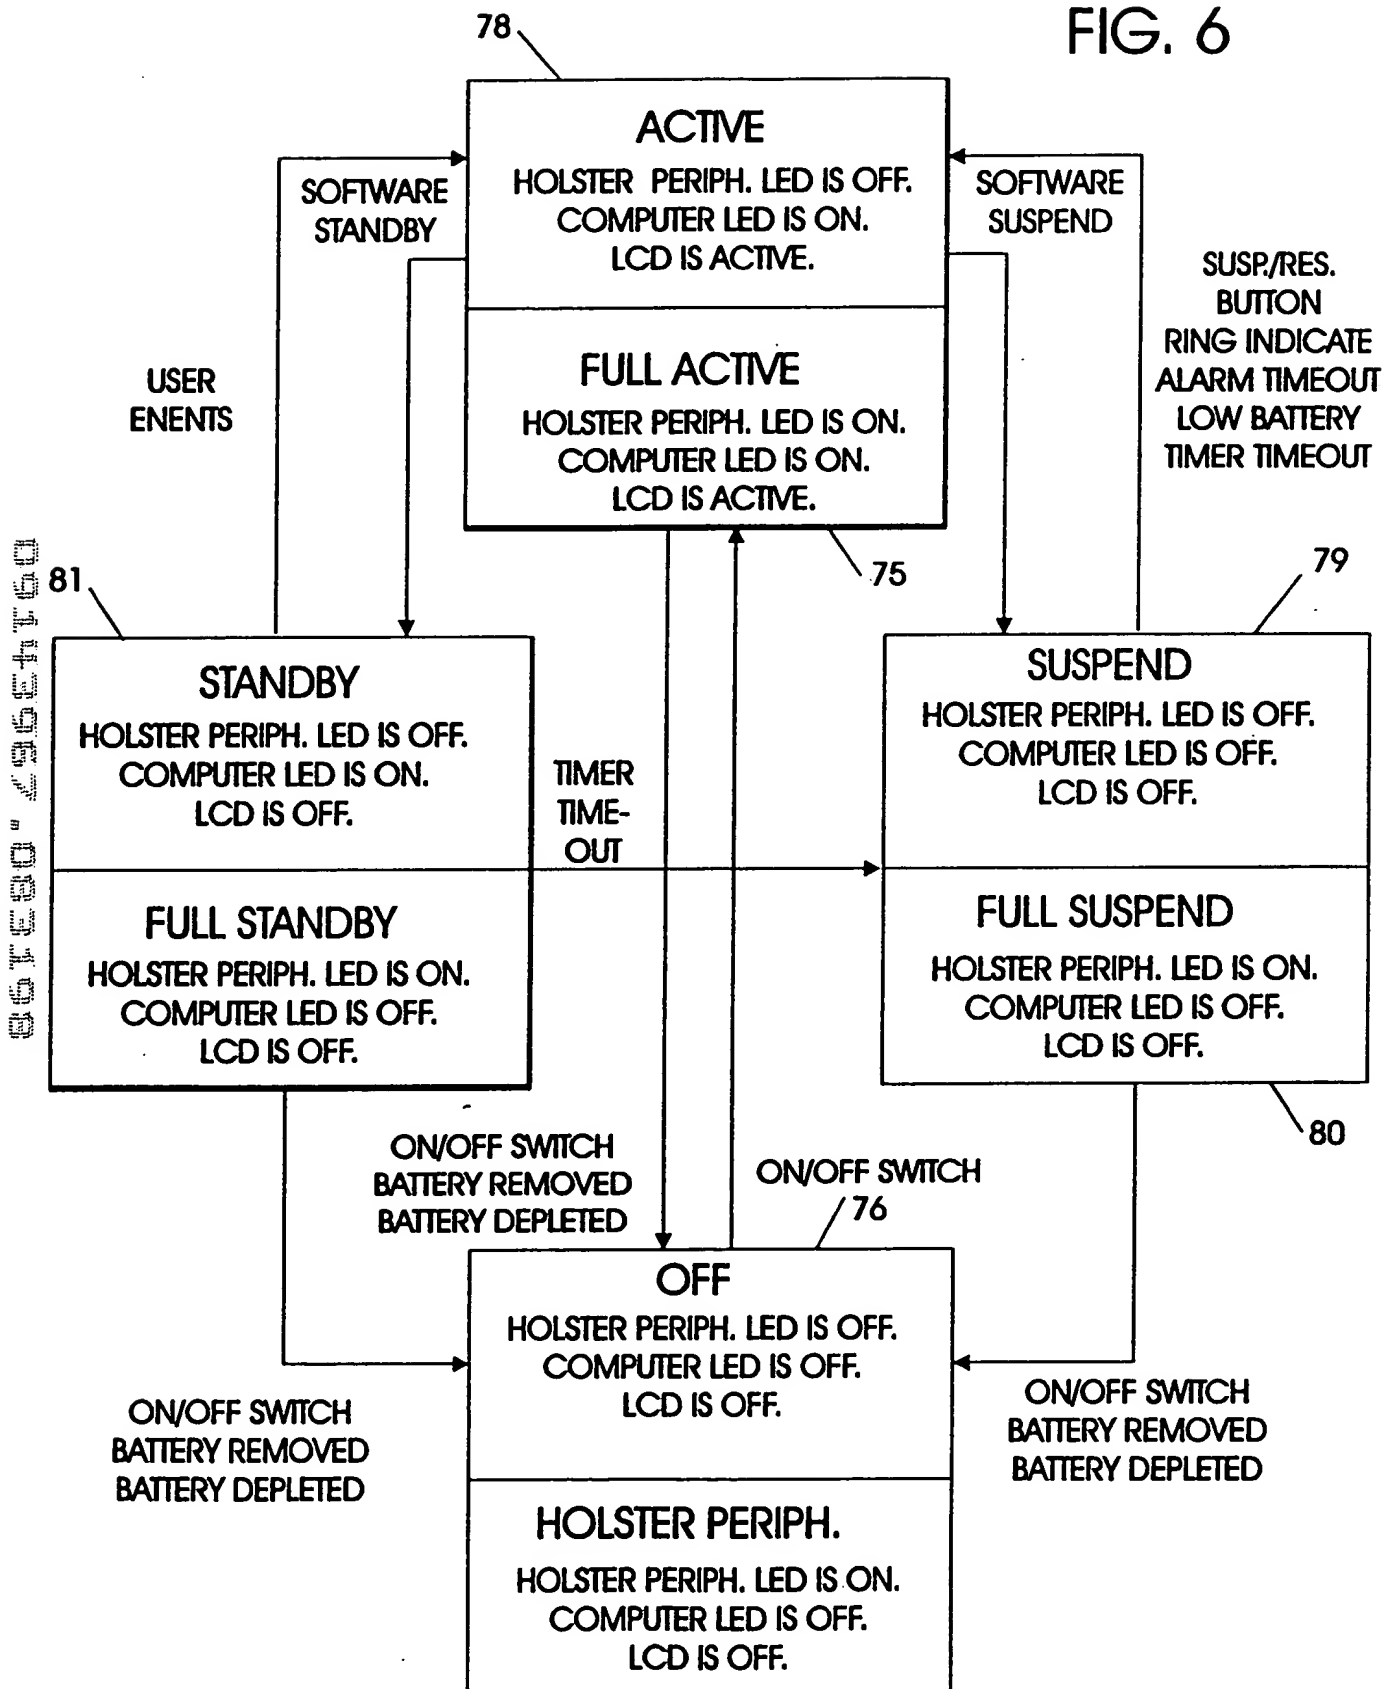 FIG. 6
78
ACTIVE
HOLSTER PERIPH. LED IS OFF.
COMPUTER LED IS ON.
LCD IS ACTIVE.
SOFTWARE
STANDBY
SOFTWARE
SUSPEND
FULL ACTIVE
HOLSTER PERIPH. LED IS ON.
COMPUTER LED IS ON.
LCD IS ACTIVE.
USER
ENENTS
SUSP./RES.
BUTTON
RING INDICATE
ALARM TIMEOUT
LOW BATTERY
TIMER TIMEOUT
75
81
79
STANDBY
HOLSTER PERIPH. LED IS OFF.
COMPUTER LED IS ON.
LCD IS OFF.
TIMER
TIME-
OUT
SUSPEND
HOLSTER PERIPH. LED IS OFF.
COMPUTER LED IS OFF.
LCD IS OFF.
FULL STANDBY
HOLSTER PERIPH. LED IS ON.
COMPUTER LED IS OFF.
LCD IS OFF.
FULL SUSPEND
HOLSTER PERIPH. LED IS ON.
COMPUTER LED IS OFF.
LCD IS OFF.
80
ON/OFF SWITCH
BATTERY REMOVED
BATTERY DEPLETED
ON/OFF SWITCH
76
OFF
HOLSTER PERIPH. LED IS OFF.
COMPUTER LED IS OFF.
LCD IS OFF.
ON/OFF SWITCH
BATTERY REMOVED
BATTERY DEPLETED
ON/OFF SWITCH
BATTERY REMOVED
BATTERY DEPLETED
HOLSTER PERIPH.
HOLSTER PERIPH. LED IS ON.
COMPUTER LED IS OFF.
LCD IS OFF.